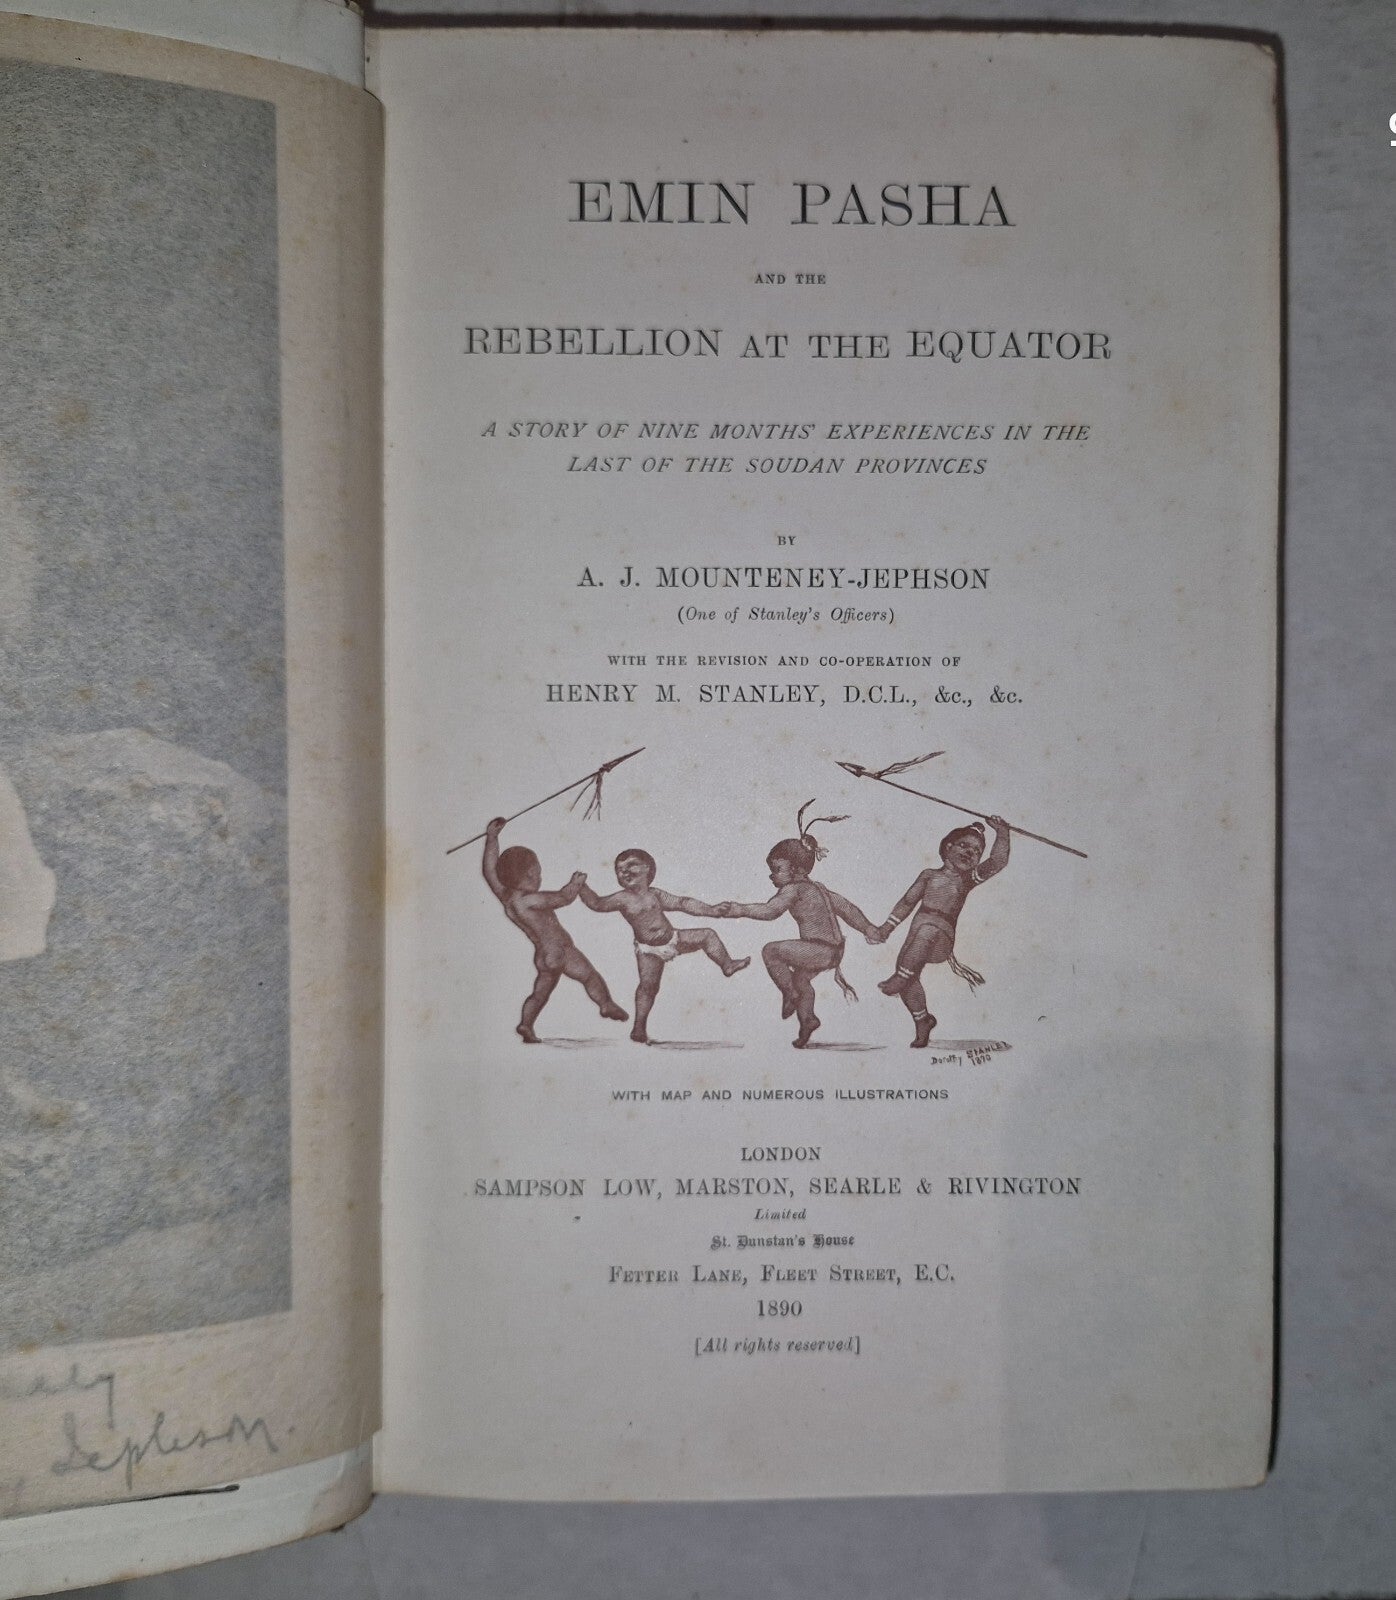 EMIN PASHA
AND THE
REBELLION AT THE EQUATOR
A STORY OF NINE MONTHS' EXPERIENCES IN THE
LAST OF THE SOUDAN PROVINCES
BY
A. J. MOUNTENEY-JEPHSON
(One of Stanley's Officers)
WITH THE REVISION AND CO-OPERATION OF
HENRY M. STANLEY, D.C.L., &c., &c.
Dorothy STANLEY
1890
WITH MAP AND NUMEROUS ILLUSTRATIONS
LONDON
SAMPSON LOW, MARSTON, SEARLE & RIVINGTON
Limited
St. Dunstan's House
FETTER LANE, FLEET STREET, E.C.
1890
[All rights reserved]
Jephson.